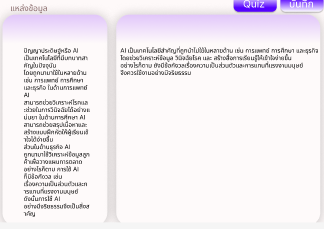 แหล่งข้อมูล
Quiz
บันทึก
ปัญญาประดิษฐ์หรือ AI
เป็นเทคโนโลยีที่มีบทบาทสำ
คัญในปัจจุบัน
โดยถูกนำมาใช้ในหลายด้าน
เช่น การแพทย์ การศึกษา
และธุรกิจ ในด้านการแพทย์
AI
สามารถช่วยวิเคราะห์โรคแล
ะช่วยในการวินิจฉัยได้อย่างแ
ม่นยำ ในด้านการศึกษา AI
สามารถช่วยสรุปเนื้อหาและ
สร้างแบบฝึกหัดให้ผู้เรียนเข้
าใจได้ง่ายขึ้น
ส่วนในด้านธุรกิจ AI
ถูกนำมาใช้วิเคราะห์ข้อมูลลูก
ค้าเพื่อวางแผนการตลาด
อย่างไรก็ตาม การใช้ AI
ก็มีข้อกังวล เช่น
เรื่องความเป็นส่วนตัวและกา
รแทนที่แรงงานมนุษย์
ดังนั้นการใช้ AI
อย่างมีจริยธรรมจึงเป็นสิ่งส
ำคัญ
AI เป็นเทคโนโลยีสำคัญที่ถูกนำไปใช้ในหลายด้าน เช่น การแพทย์ การศึกษา และธุรกิจ
โดยช่วยวิเคราะห์ข้อมูล วินิจฉัยโรค และ สร้างสื่อการเรียนรู้ให้เข้าใจง่ายขึ้น
อย่างไรก็ตาม ยังมีข้อกังวลเรื่องความเป็นส่วนตัวและการแทนที่แรงงานมนุษย์
จึงควรใช้งานอย่างมีจริยธรรม